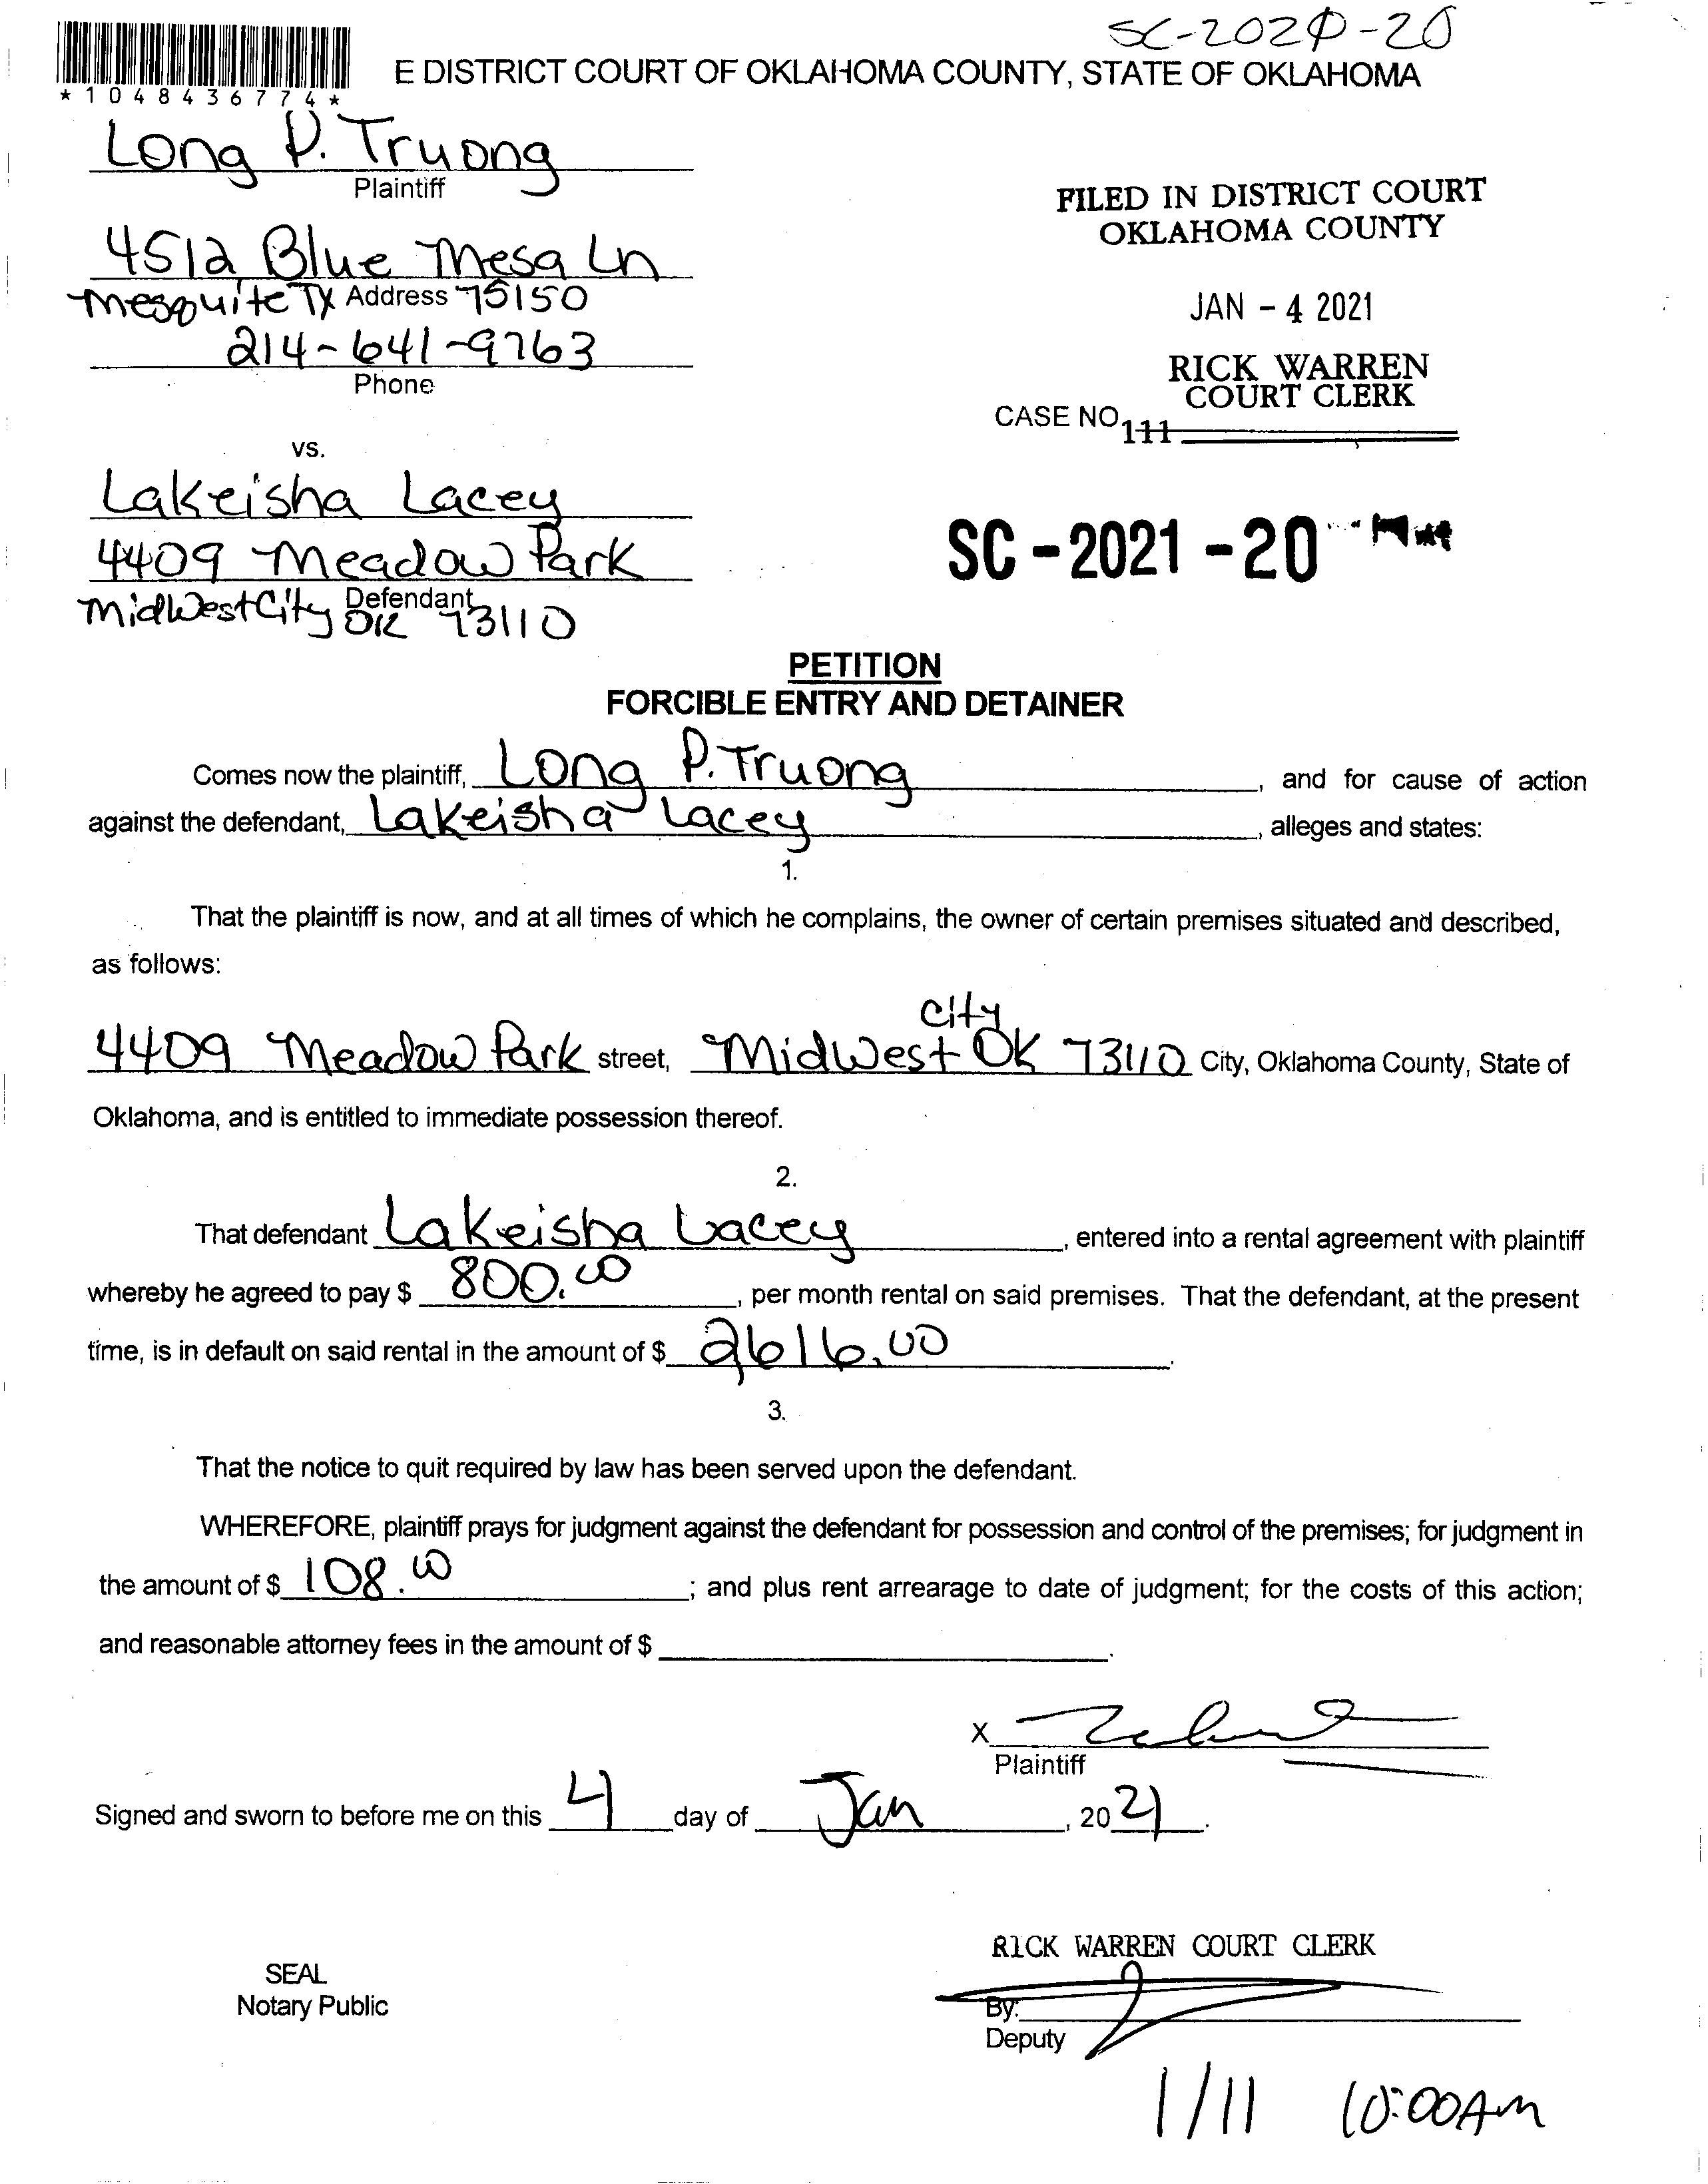 SC-2020-20
*1048436774*
E DISTRICT COURT OF OKLAHOMA COUNTY, STATE OF OKLAHOMA
Long P. Truong
Plaintiff
4512 Blue Mesa Ln
Mesquite TX Address 75150
214-641-9763
Phone
FILED IN DISTRICT COURT
OKLAHOMA COUNTY
JAN - 4 2021
RICK WARREN
COURT CLERK
CASE NO. 111
vs.
Lakeisha Lacey
4409 Meadow Park
Defendant
MidWest City OK 73110
SC - 2021 - 20
PETITION
FORCIBLE ENTRY AND DETAINER
Comes now the plaintiff, Long P. Truong, and for cause of action
against the defendant, Lakeisha Lacey, alleges and states:
1.
That the plaintiff is now, and at all times of which he complains, the owner of certain premises situated and described,
as follows:
city
4409 Meadow Park street, MidWest OK 73110 City, Oklahoma County, State of
Oklahoma, and is entitled to immediate possession thereof.
2.
That defendant Lakeisha Lacey, entered into a rental agreement with plaintiff
whereby he agreed to pay $ 800.00, per month rental on said premises. That the defendant, at the present
time, is in default on said rental in the amount of $ 2616.00.
3.
That the notice to quit required by law has been served upon the defendant.
WHEREFORE, plaintiff prays for judgment against the defendant for possession and control of the premises; for judgment in
the amount of $ 108.00; and plus rent arrearage to date of judgment; for the costs of this action;
and reasonable attorney fees in the amount of $ .
X
Plaintiff
Signed and sworn to before me on this 4 day of Jan, 2021.
RICK WARREN COURT CLERK
SEAL
Notary Public
By:
Deputy
1/11 10:00AM